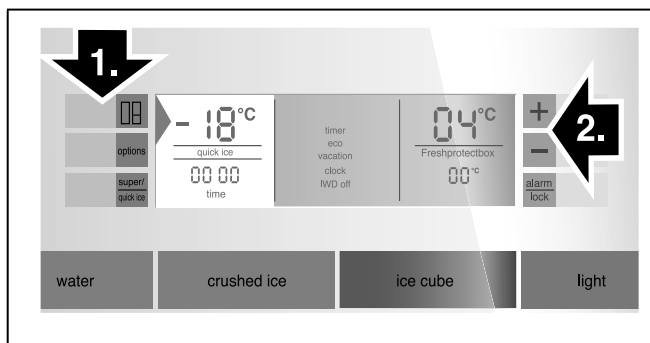 1.
options
super/
quick ice
- 18°C
quick ice
00 00
time
timer
eco
vacation
clock
IWD off
04°C
Freshprotectbox
00°C
+
-
alarm
lock
2.
water
crushed ice
ice cube
light